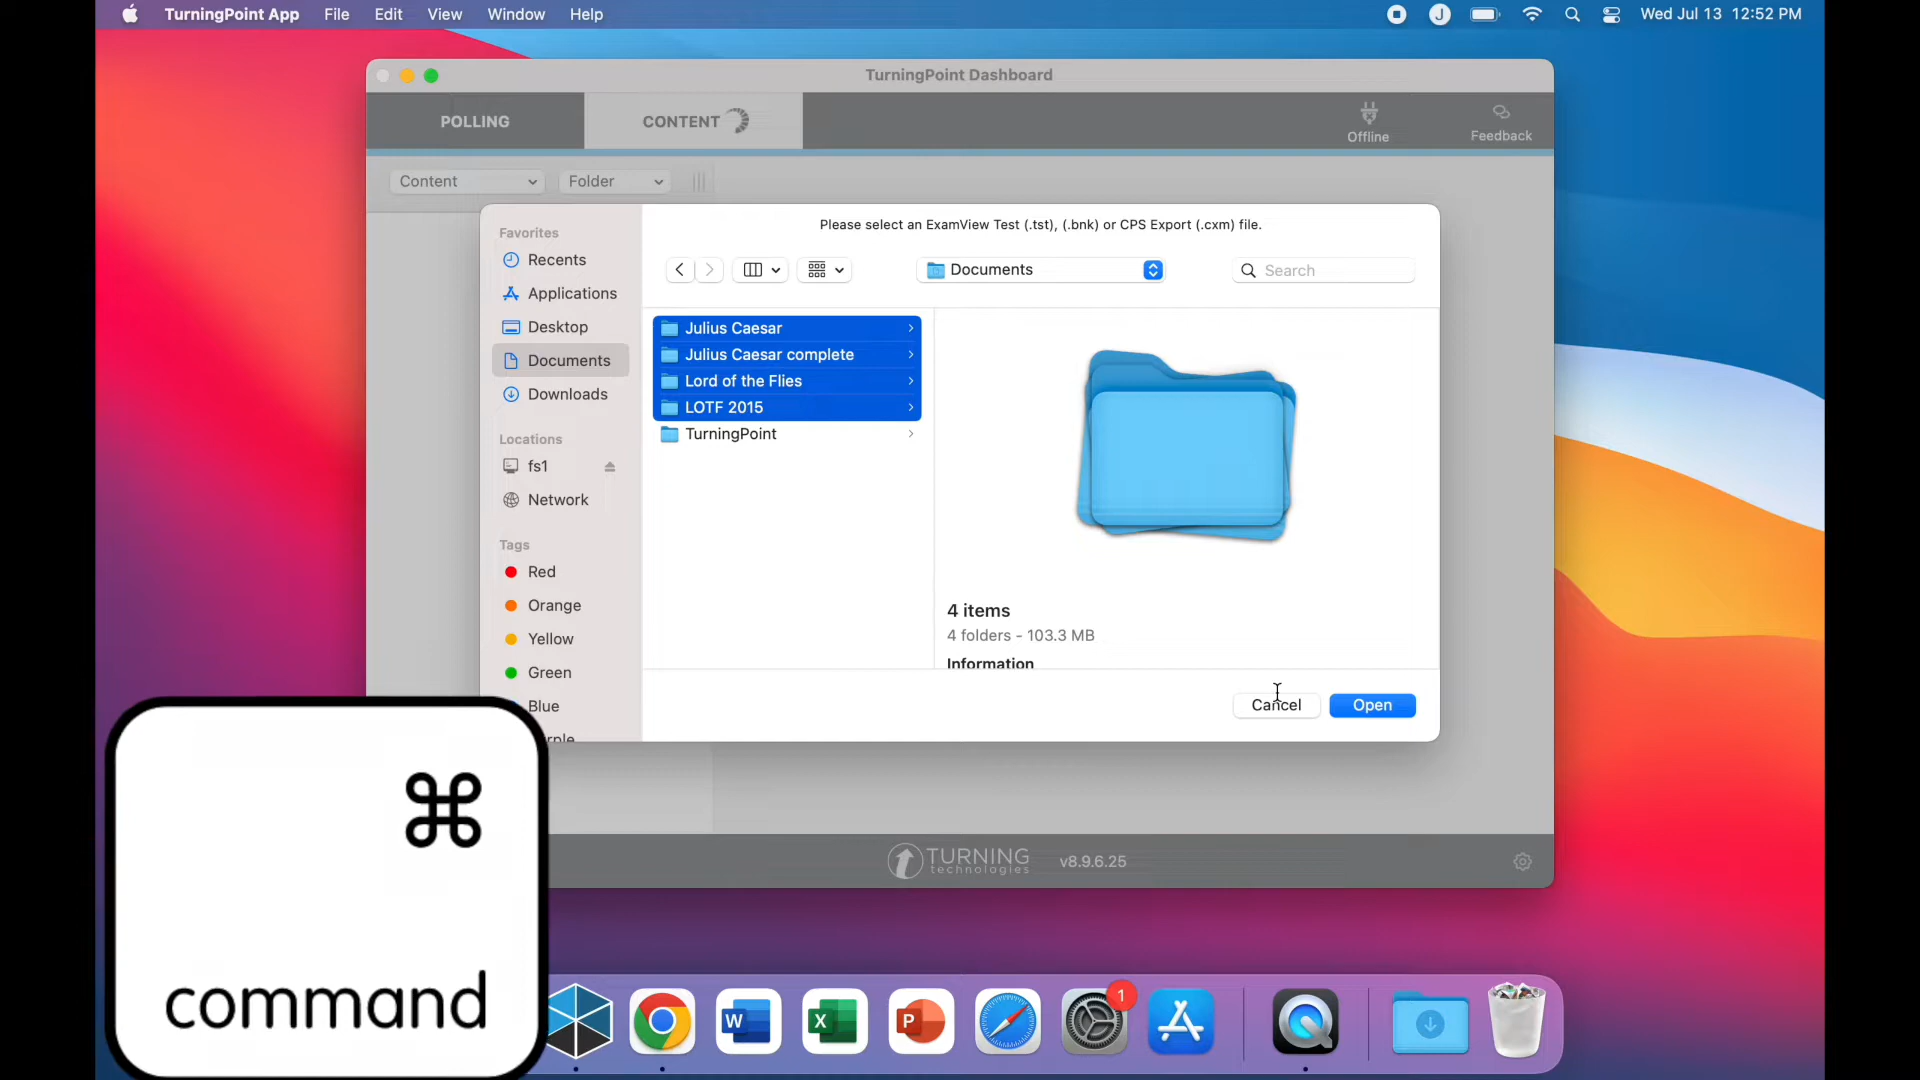 TurningPoint App File Edit View Window Help
J Wed Jul 13 12:52 PM
TurningPoint Dashboard
POLLING CONTENT
Offline Feedback
Content Folder
Please select an ExamView Test (.tst), (.bnk) or CPS Export (.cxm) file.
Favorites
Recents
Applications
Desktop
Documents
Downloads
Locations
fs1
Network
Tags
Red
Orange
Yellow
Green
Blue
Documents
Search
Julius Caesar
Julius Caesar complete
Lord of the Flies
LOTF 2015
TurningPoint
4 items
4 folders - 103.3 MB
Information
Cancel Open
TURNING
technologies
v8.9.6.25
⌘
command
W X P 1